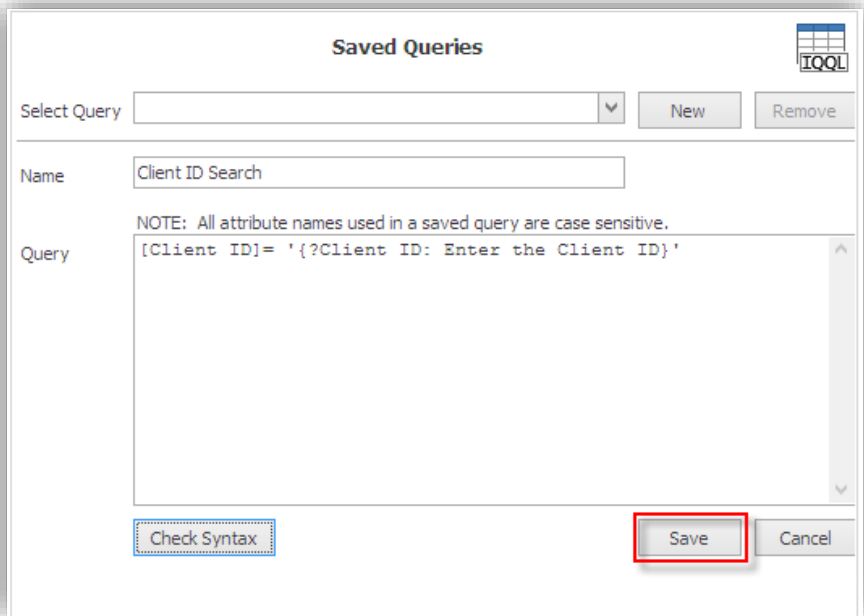 Saved Queries
IQQL
Select Query
New
Remove
Name
Client ID Search
NOTE: All attribute names used in a saved query are case sensitive.
Query
[Client ID]= '{?Client ID: Enter the Client ID}'
Check Syntax
Save
Cancel